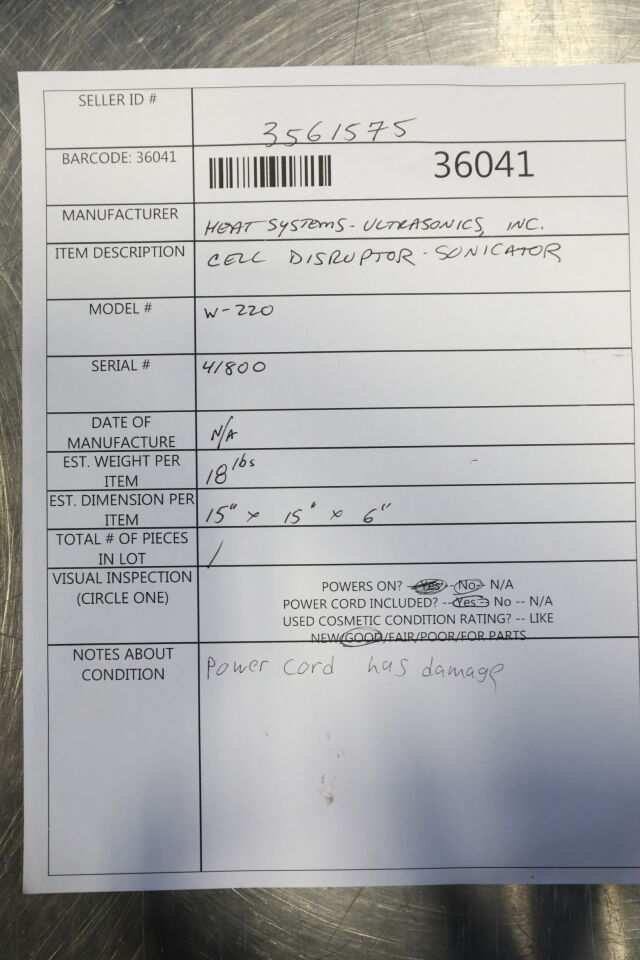 SELLER ID #
3561575
BARCODE: 36041
36041
MANUFACTURER
HEAT SYSTEMS-ULTRASONICS, INC.
ITEM DESCRIPTION
CELL DISRUPTOR-SONICATOR
MODEL #
W-220
SERIAL #
41800
DATE OF
MANUFACTURE
N/A
EST. WEIGHT PER
ITEM
18 lbs
EST. DIMENSION PER
ITEM
15" x 15" x 6"
TOTAL # OF PIECES
IN LOT
1
VISUAL INSPECTION
(CIRCLE ONE)
POWERS ON? --Yes--No-- N/A
POWER CORD INCLUDED? --Yes-- No -- N/A
USED COSMETIC CONDITION RATING? -- LIKE
NEW/GOOD/FAIR/POOR/FOR PARTS
NOTES ABOUT
CONDITION
Power cord has damage